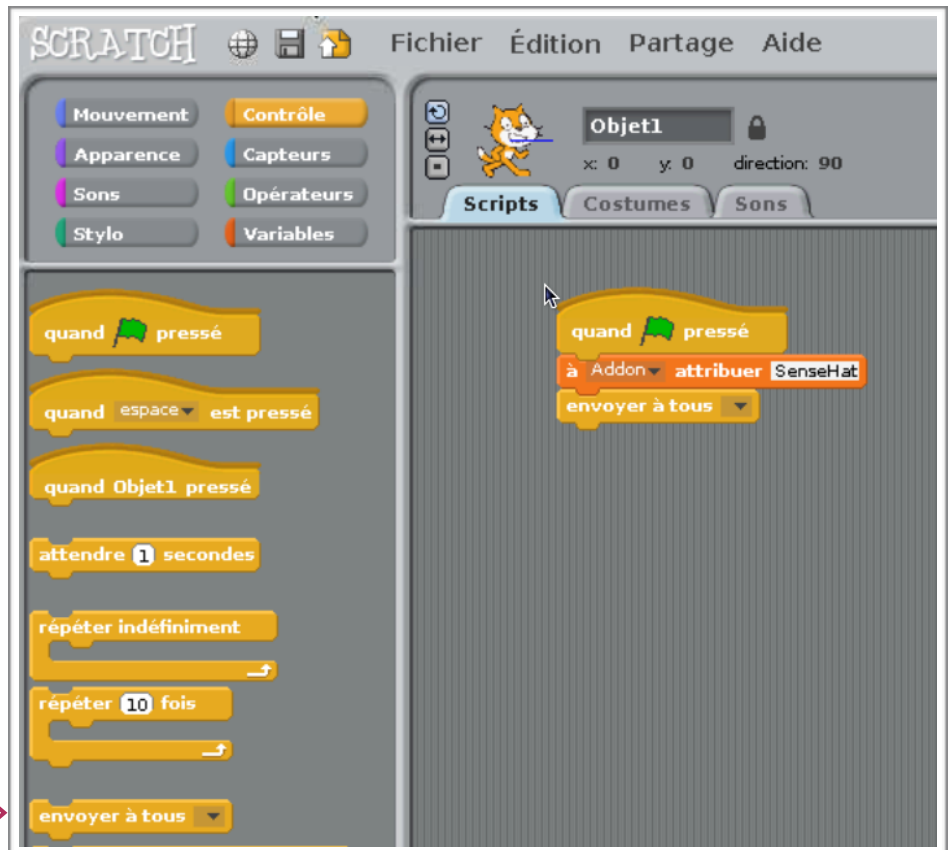 SCRATCH Fichier Édition Partage Aide
Mouvement Contrôle
Apparence Capteurs
Sons Opérateurs
Stylo Variables
Objet1
x: 0 y: 0 direction: 90
Scripts Costumes Sons
quand pressé
quand espace est pressé
quand Objet1 pressé
attendre 1 secondes
répéter indéfiniment
répéter 10 fois
envoyer à tous
quand pressé
à Addon attribuer SenseHat
envoyer à tous